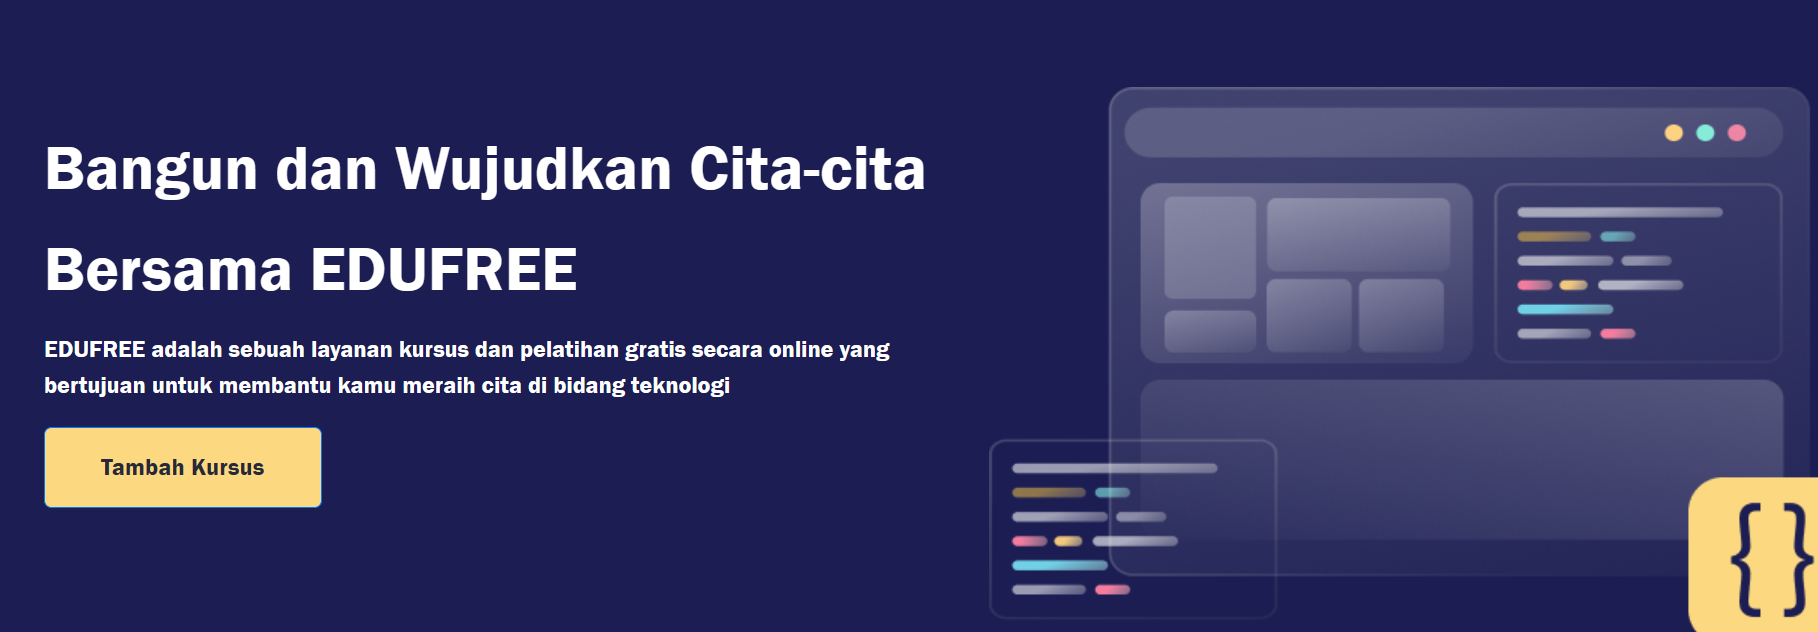 Bangun dan Wujudkan Cita-cita
Bersama EDUFREE
EDUFREE adalah sebuah layanan kursus dan pelatihan gratis secara online yang
bertujuan untuk membantu kamu meraih cita di bidang teknologi
Tambah Kursus
{ }